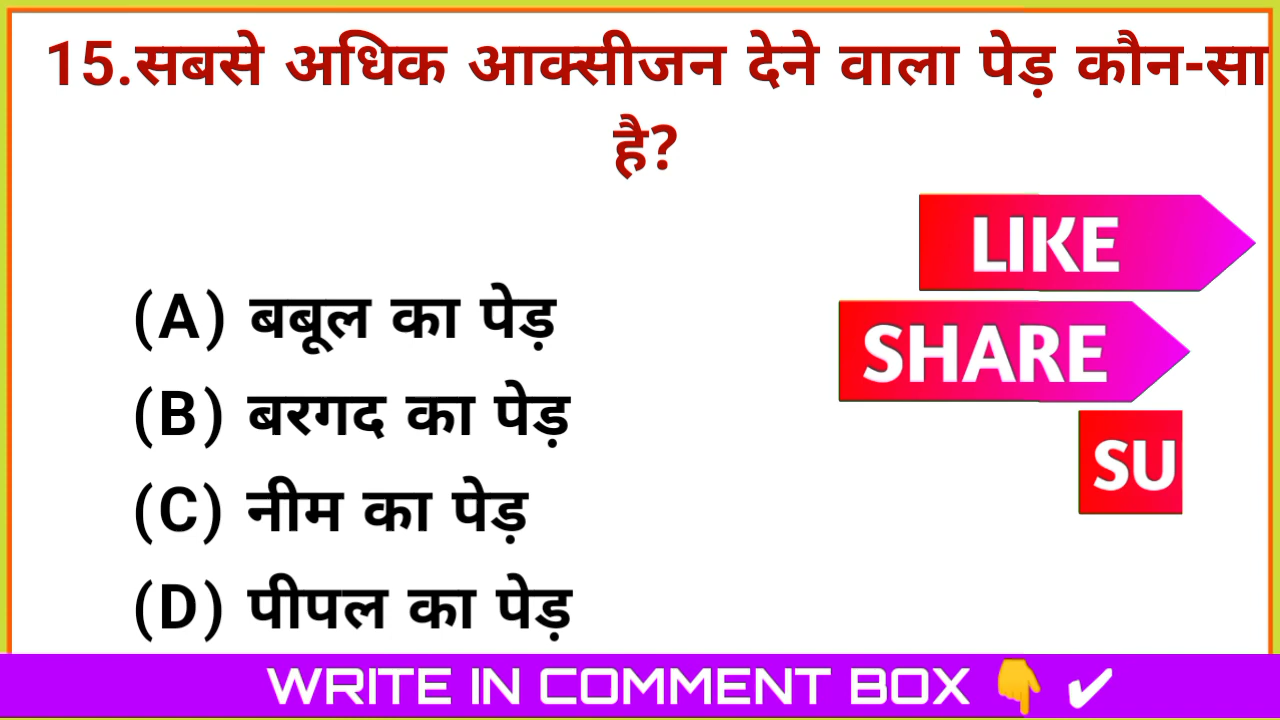 15.सबसे अधिक आक्सीजन देने वाला पेड़ कौन-सा
है?
LIKE
(A) बबूल का पेड़
SHARE
(B) बरगद का पेड़
SU
(C) नीम का पेड़
(D) पीपल का पेड़
WRITE IN COMMENT BOX 👇 ✔